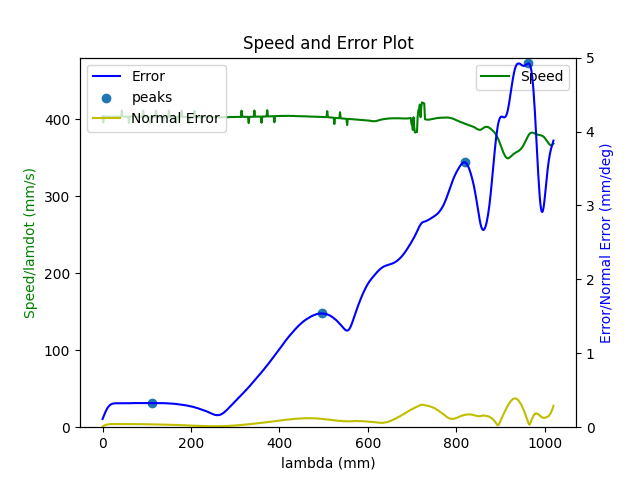 Speed and Error Plot
Error
peaks
Normal Error
Speed
Speed/lamdot (mm/s)
400
300
200
100
0
5
4
3
2
1
0
Error/Normal Error (mm/deg)
0 200 400 600 800 1000
lambda (mm)